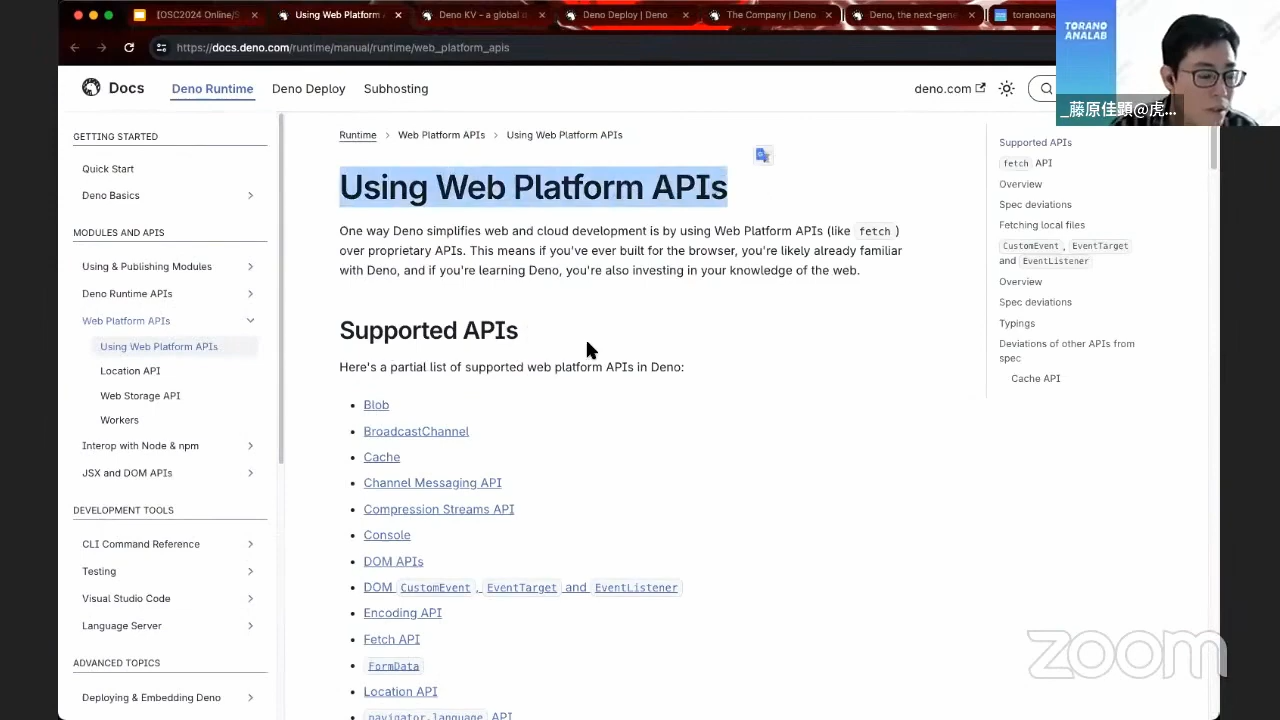 [OSC2024 Online/S
Using Web Platform
Deno KV – a global
Deno Deploy | Deno
The Company | Deno
Deno, the next-gene
toranoana
https://docs.deno.com/runtime/manual/runtime/web_platform_apis
TORANO
ANALAB
_藤原佳顕@虎...
Docs
Deno Runtime
Deno Deploy
Subhosting
deno.com
GETTING STARTED
Quick Start
Deno Basics
MODULES AND APIS
Using & Publishing Modules
Deno Runtime APIs
Web Platform APIs
Using Web Platform APIs
Location API
Web Storage API
Workers
Interop with Node & npm
JSX and DOM APIs
DEVELOPMENT TOOLS
CLI Command Reference
Testing
Visual Studio Code
Language Server
ADVANCED TOPICS
Deploying & Embedding Deno
Runtime > Web Platform APIs > Using Web Platform APIs
Using Web Platform APIs
One way Deno simplifies web and cloud development is by using Web Platform APIs (like fetch)
over proprietary APIs. This means if you've ever built for the browser, you're likely already familiar
with Deno, and if you're learning Deno, you're also investing in your knowledge of the web.
Supported APIs
Here's a partial list of supported web platform APIs in Deno:
• Blob
• BroadcastChannel
• Cache
• Channel Messaging API
• Compression Streams API
• Console
• DOM APIs
• DOM CustomEvent, EventTarget and EventListener
• Encoding API
• Fetch API
• FormData
• Location API
• navigator.language API
Supported APIs
fetch API
Overview
Spec deviations
Fetching local files
CustomEvent, EventTarget
and EventListener
Overview
Spec deviations
Typings
Deviations of other APIs from
spec
Cache API
zoom